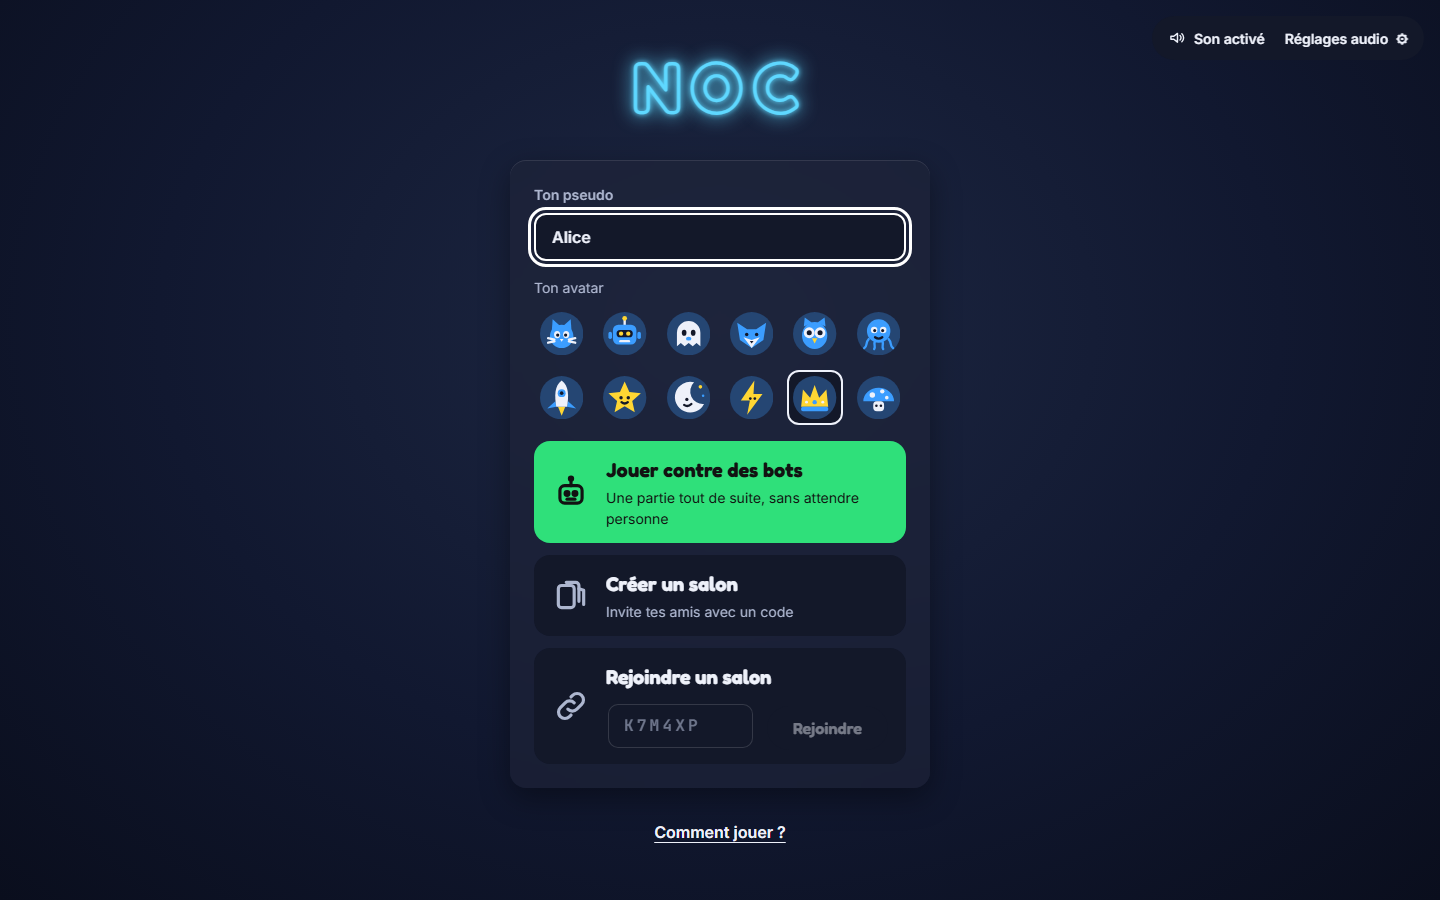 Son activé
Réglages audio
NOC
Ton pseudo
Alice
Ton avatar
Jouer contre des bots
Une partie tout de suite, sans attendre
personne
Créer un salon
Invite tes amis avec un code
Rejoindre un salon
K7M4XP
Rejoindre
Comment jouer ?